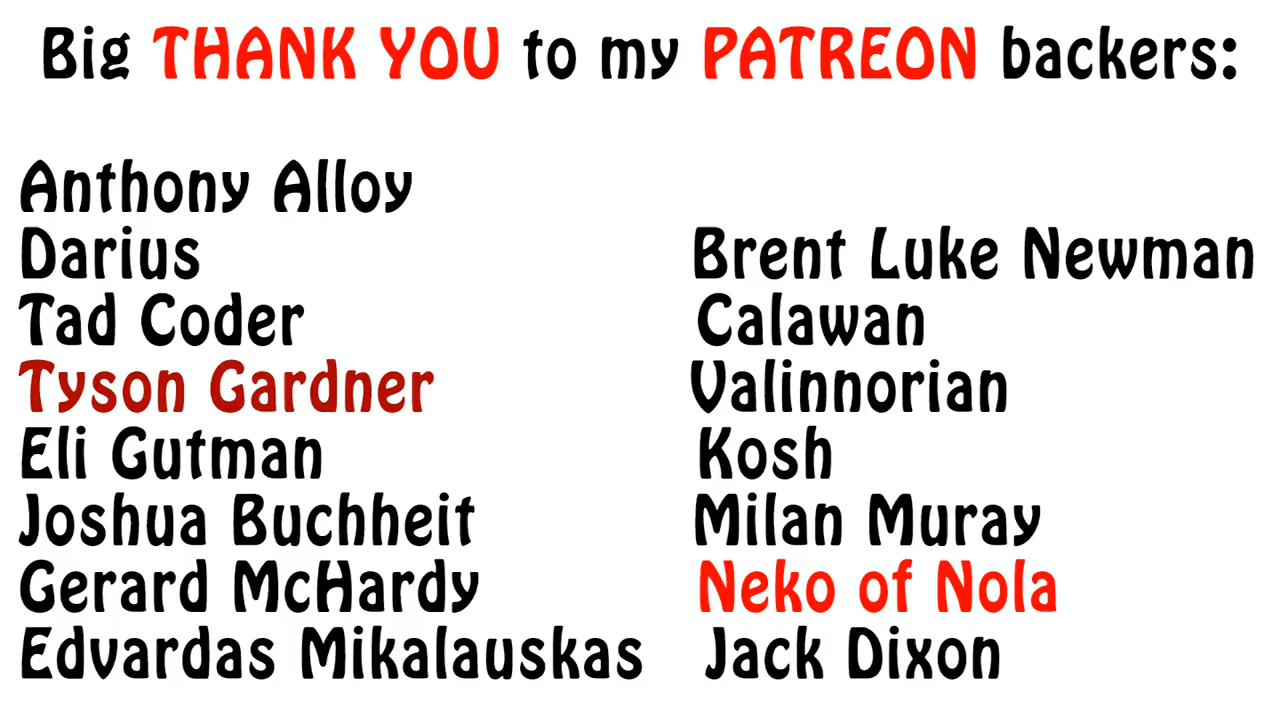 Big THANK YOU to my PATREON backers:
Anthony Alloy
Darius
Tad Coder
Tyson Gardner
Eli Gutman
Joshua Buchheit
Gerard McHardy
Edvardas Mikalauskas
Brent Luke Newman
Calawan
Valinnorian
Kosh
Milan Muray
Neko of Nola
Jack Dixon